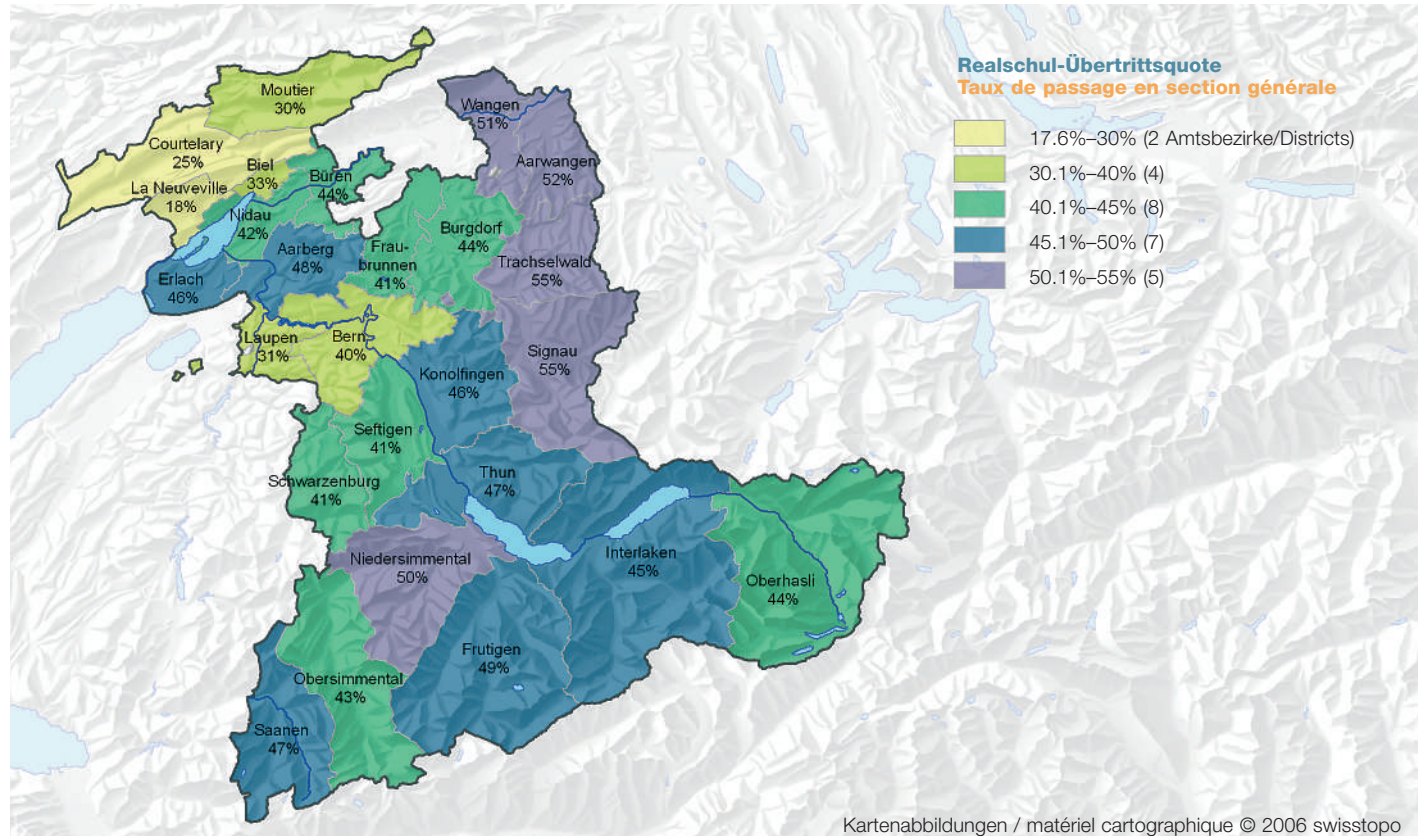 Realschul-Übertrittsquote
Taux de passage en section générale
17.6%–30% (2 Amtsbezirke/Districts)
30.1%–40% (4)
40.1%–45% (8)
45.1%–50% (7)
50.1%–55% (5)
Moutier
30%
Courtelary
25%
La Neuveville
18%
Biel
33%
Büren
44%
Nidau
42%
Wangen
51%
Aarwangen
52%
Aarberg
48%
Frau-
brunnen
41%
Burgdorf
44%
Trachselwald
55%
Erlach
46%
Laupen
31%
Bern
40%
Konolfingen
46%
Signau
55%
Seftigen
41%
Schwarzenburg
41%
Thun
47%
Niedersimmental
50%
Interlaken
45%
Oberhasli
44%
Frutigen
49%
Obersimmental
43%
Saanen
47%
Kartenabbildungen / matériel cartographique © 2006 swisstopo